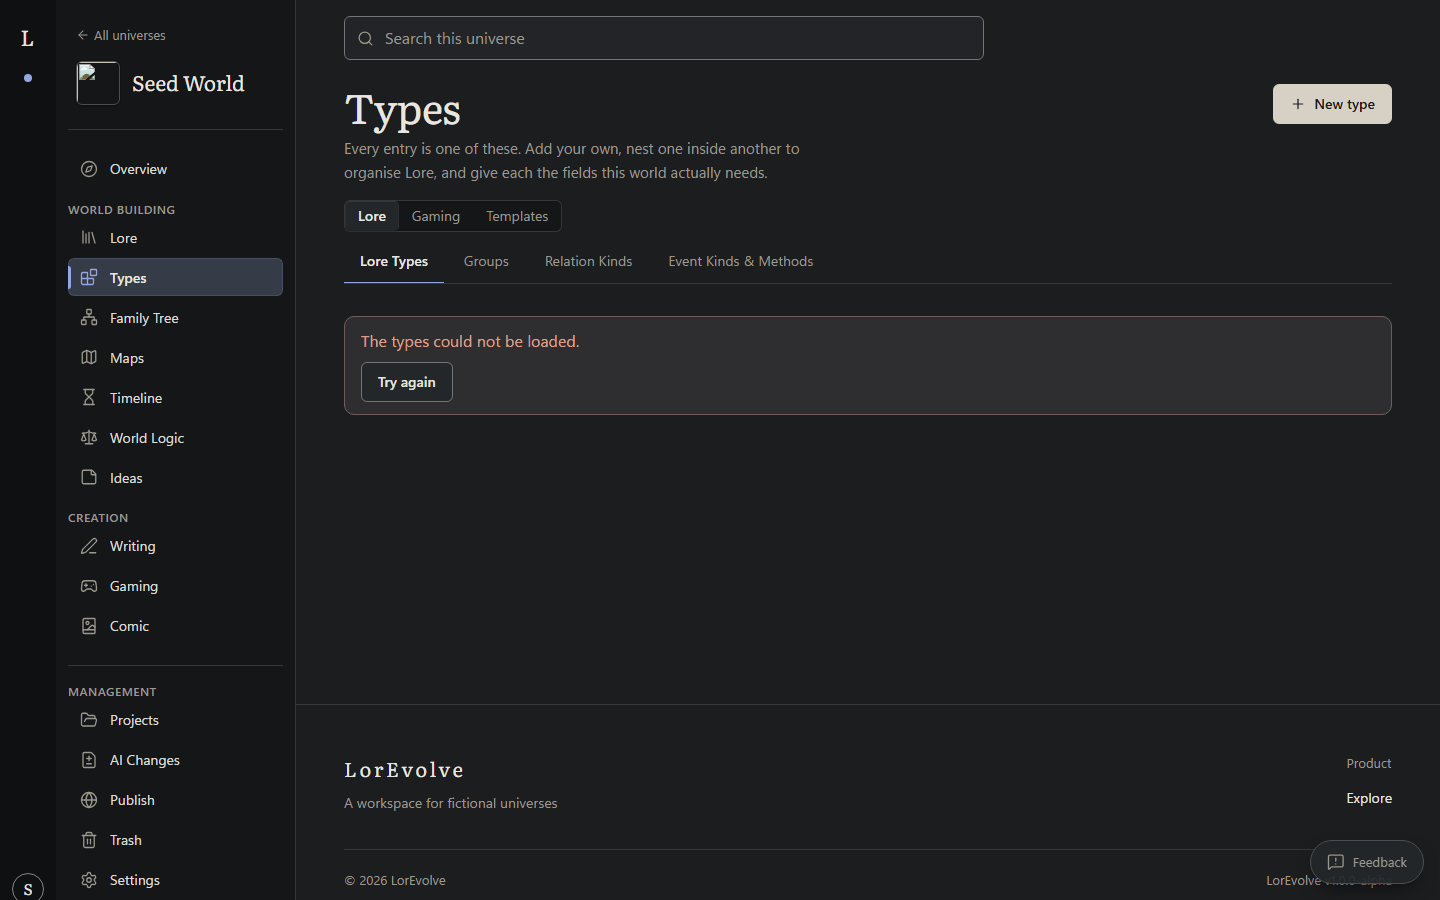 L
All universes
Seed World
Overview
WORLD BUILDING
Lore
Types
Family Tree
Maps
Timeline
World Logic
Ideas
CREATION
Writing
Gaming
Comic
MANAGEMENT
Projects
AI Changes
Publish
Trash
Settings
S
Search this universe
Types
New type
Every entry is one of these. Add your own, nest one inside another to
organise Lore, and give each the fields this world actually needs.
Lore Gaming Templates
Lore Types Groups Relation Kinds Event Kinds & Methods
The types could not be loaded.
Try again
LorEvolve
A workspace for fictional universes
Product
Explore
Feedback
© 2026 LorEvolve
LorEvolve v1.0.0-alpha